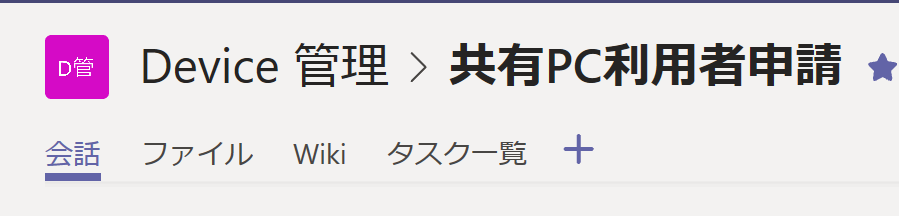 D管 Device 管理 > 共有PC利用者申請
会話 ファイル Wiki タスク一覧 +